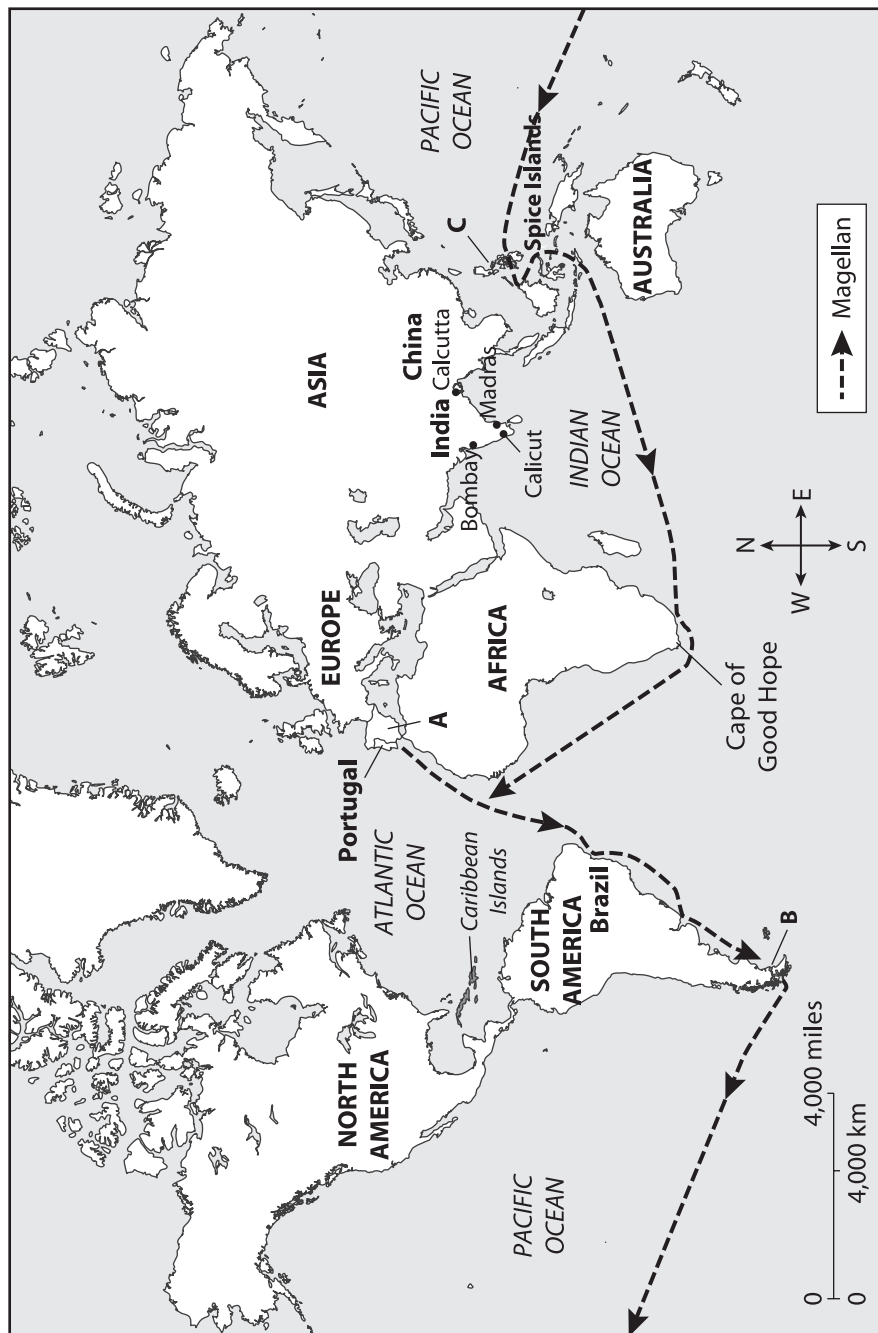 NORTH
AMERICA
ATLANTIC
OCEAN
Portugal
A
EUROPE
ASIA
PACIFIC
OCEAN
Caribbean
Islands
AFRICA
India
China
Calcutta
Bombay
Madras
Calicut
C
Spice Islands
PACIFIC
OCEAN
SOUTH
AMERICA
Brazil
INDIAN
OCEAN
AUSTRALIA
B
Cape of
Good Hope
N
W
E
S
0
4,000 miles
0
4,000 km
Magellan